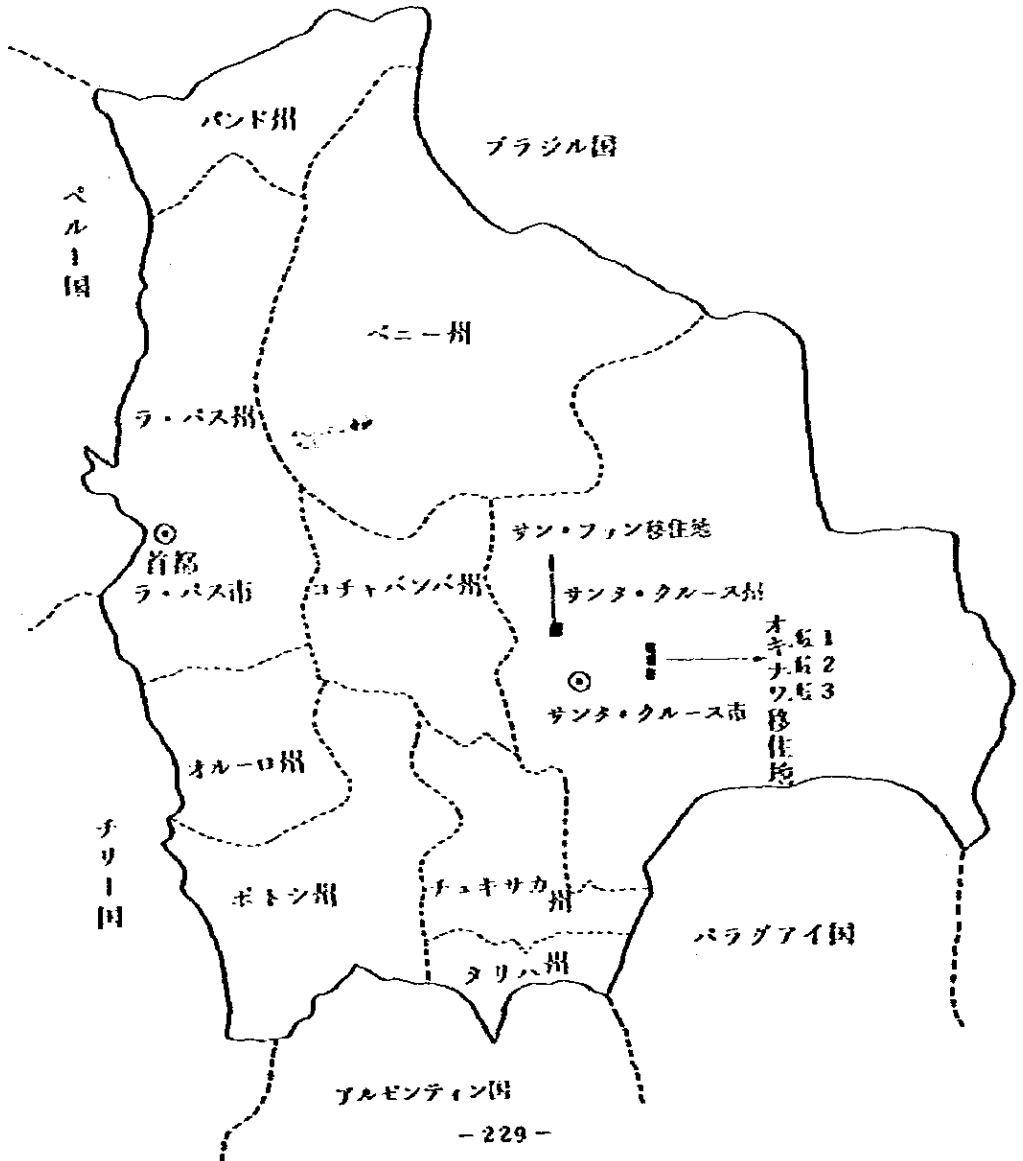 パンド州
ブラジル国
ペルー国
ベニー州
ラ・パス州
サン・ファン移住地
首都
ラ・パス市
コチャバンバ州
サンタ・クルース州
オキナワ移住地
1
2
3
サンタ・クルース市
オルーロ州
チリー国
ポトシ州
チュキサカ州
パラグアイ国
タリハ州
アルゼンティン国
-229-